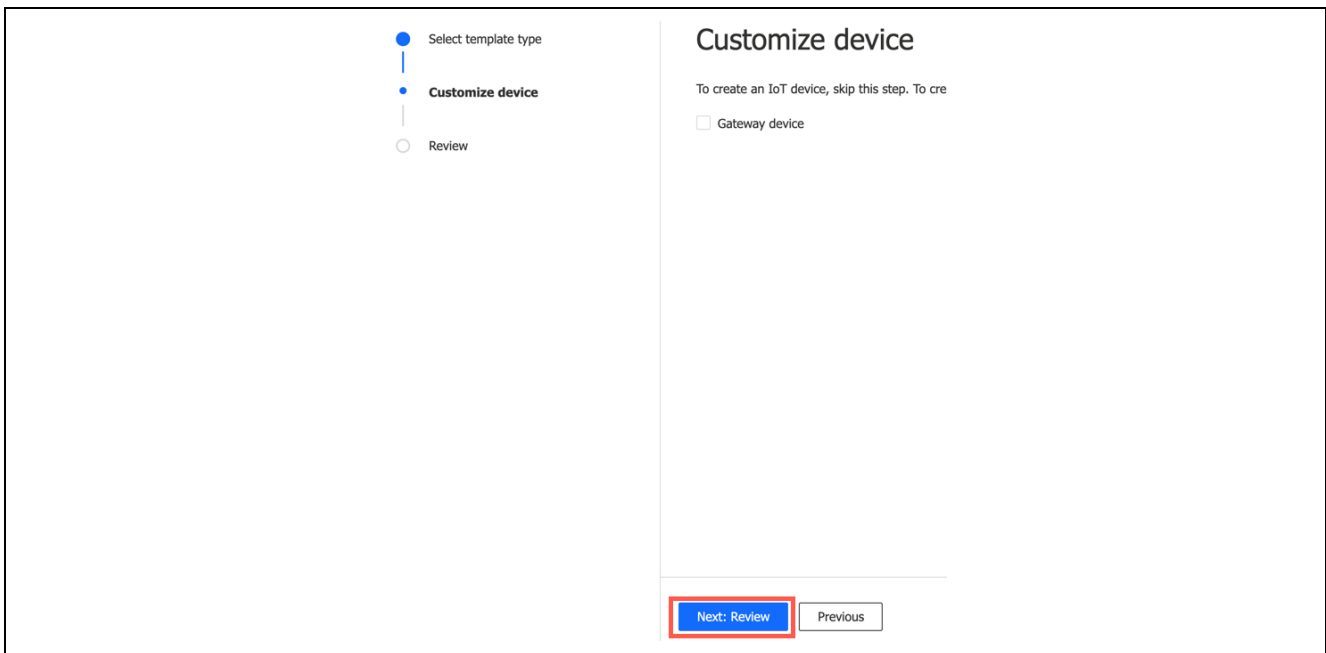 Select template type
Customize device
Review
Customize device
To create an IoT device, skip this step. To cre
Gateway device
Next: Review
Previous